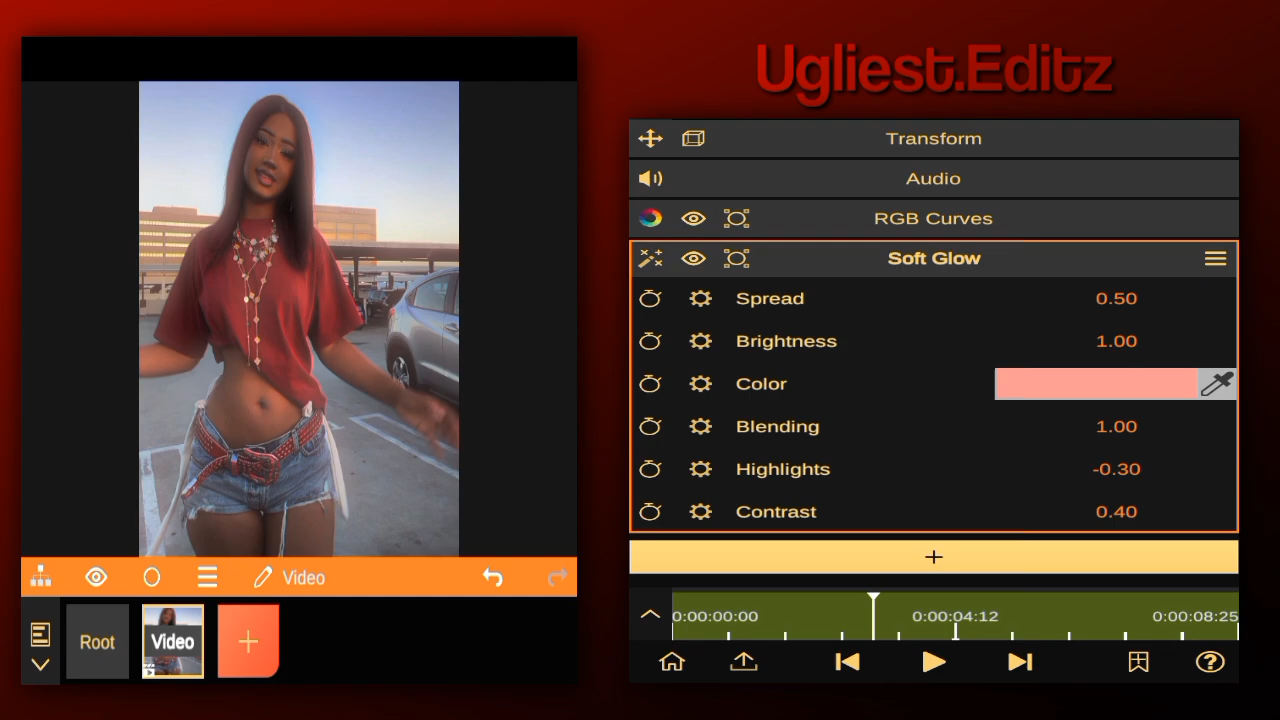 Ugliest.Editz
Transform
Audio
RGB Curves
Soft Glow
Spread 0.50
Brightness 1.00
Color
Blending 1.00
Highlights -0.30
Contrast 0.40
+
Video
Root
Video
+
0:00:00:00 0:00:04:12 0:00:08:25
?